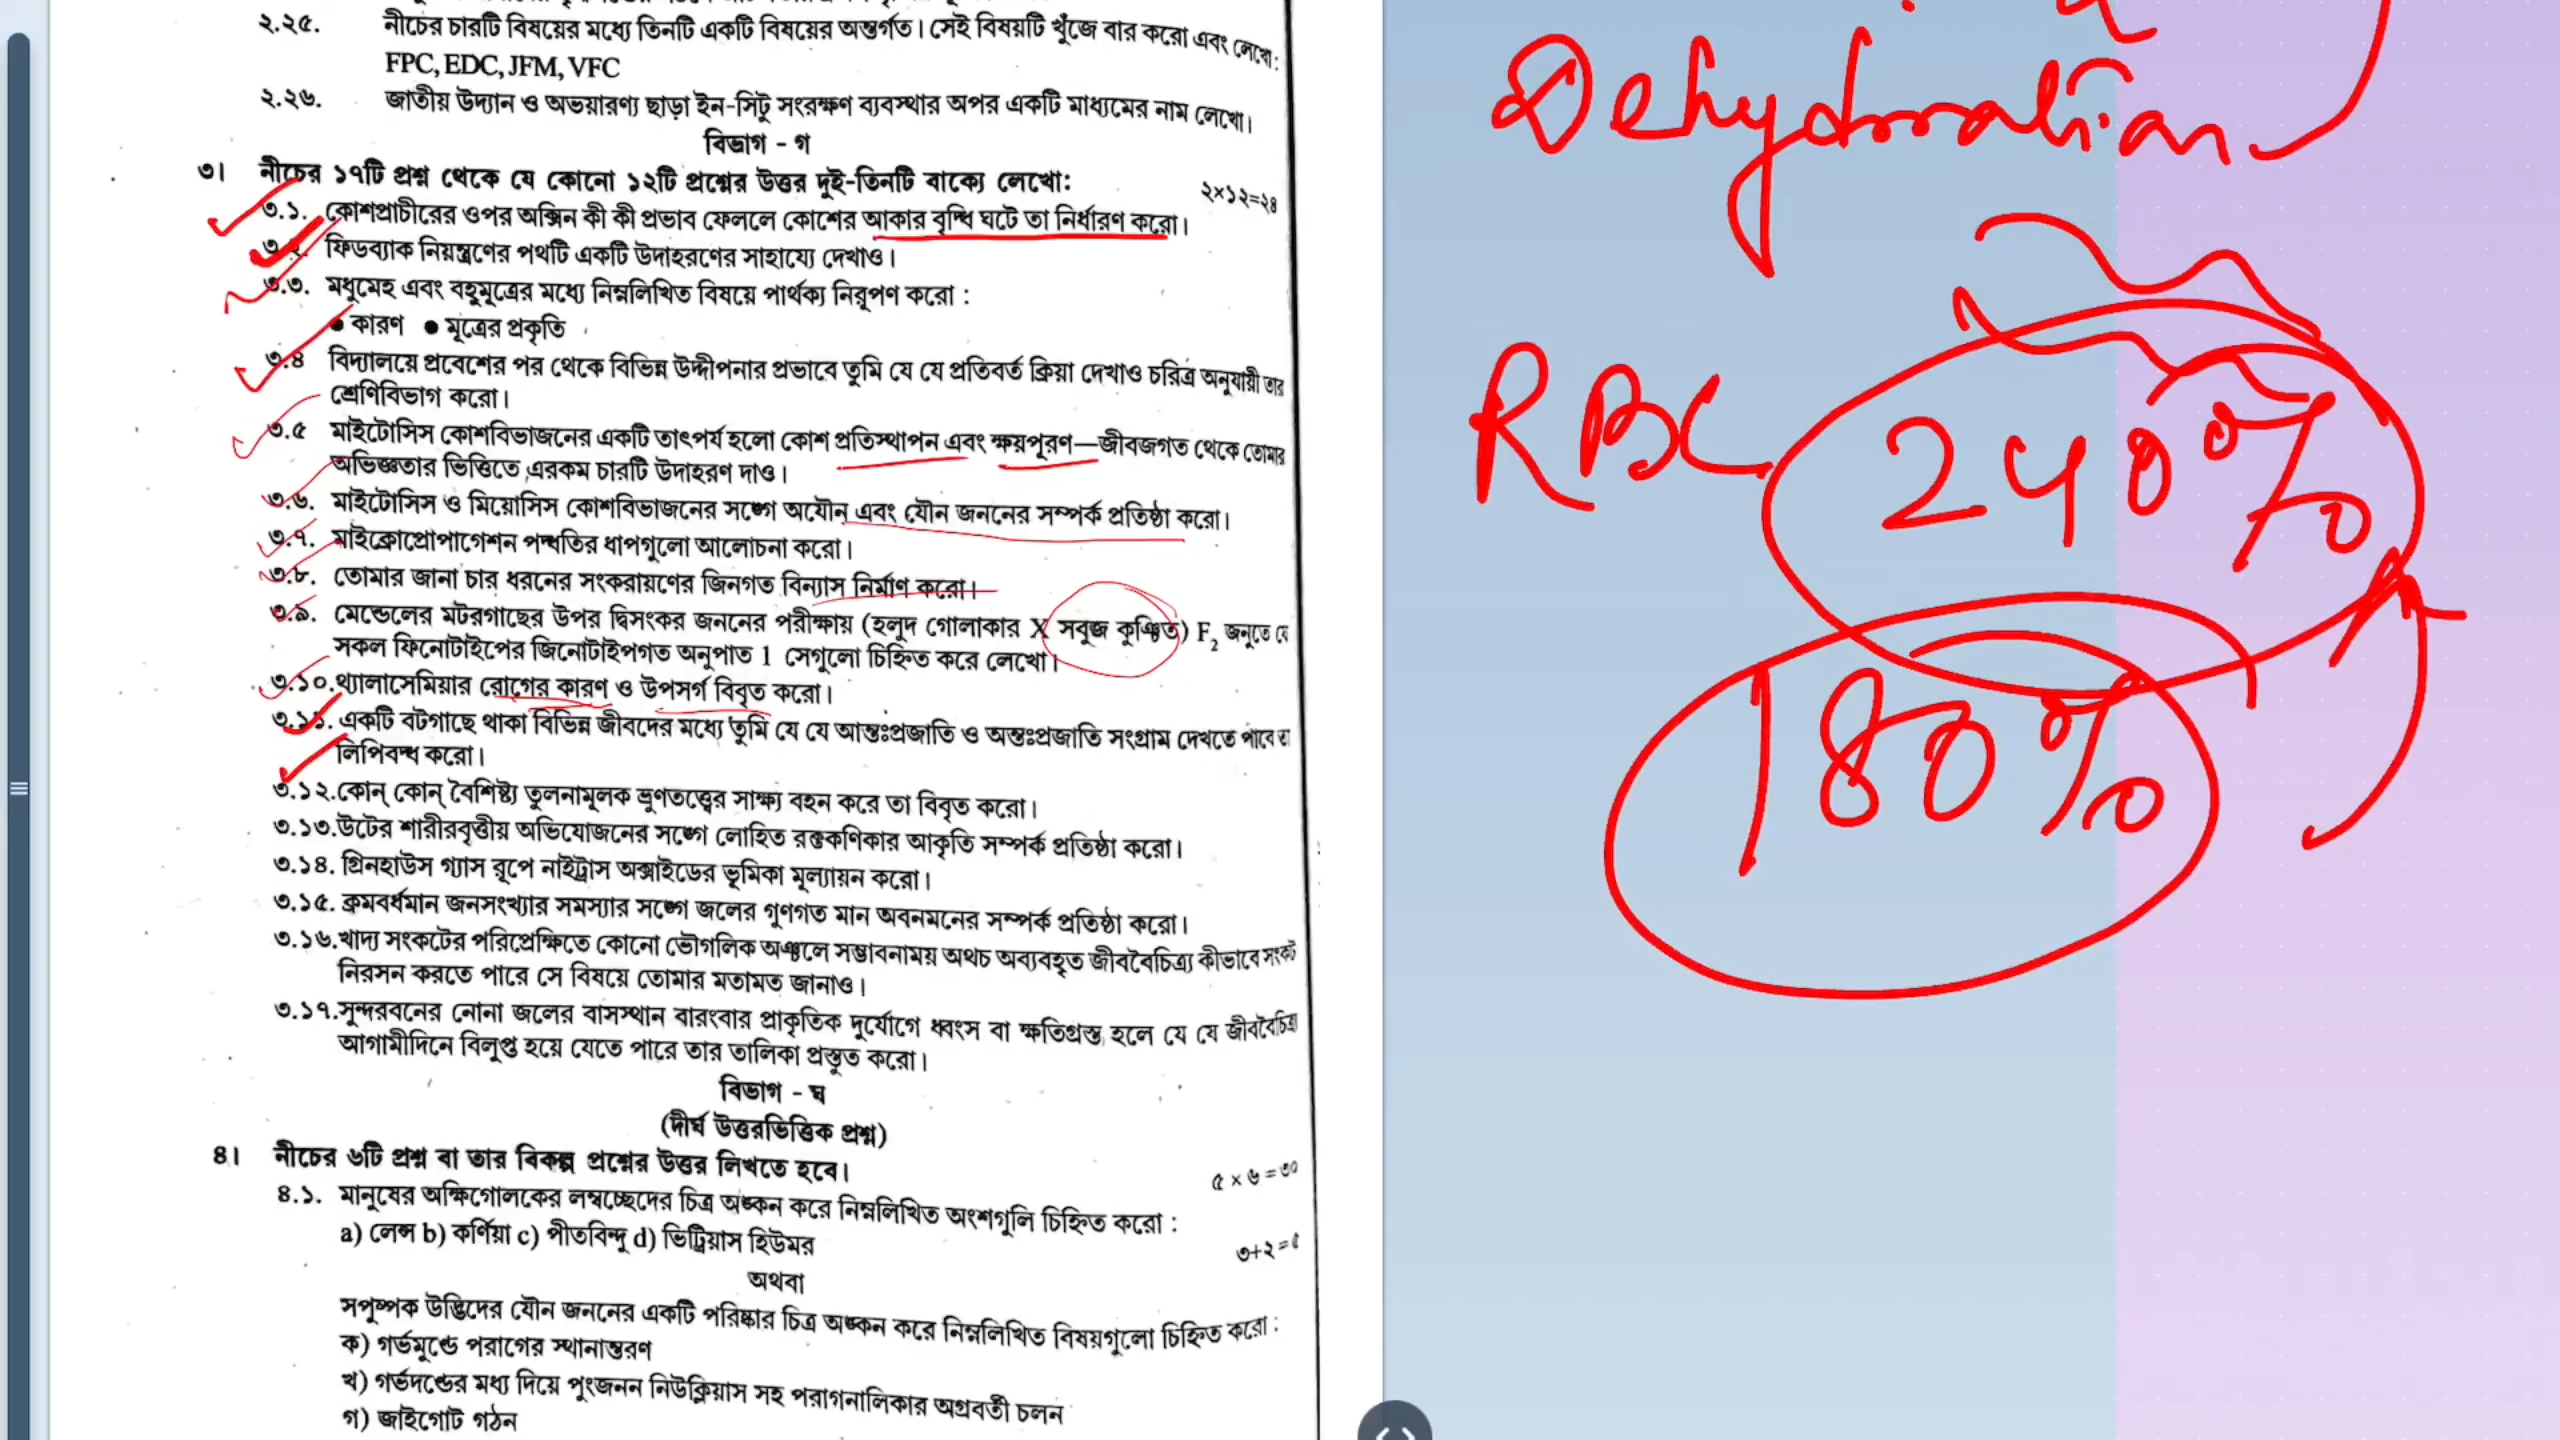 ২.২৫. নীচের চারটি বিষয়ের মধ্যে তিনটি একটি বিষয়ের অন্তর্গত। সেই বিষয়টি খুঁজে বার করো এবং লেখো :
FPC, EDC, JFM, VFC
২.২৬. জাতীয় উদ্যান ও অভয়ারণ্য ছাড়া ইন-সিটু সংরক্ষণ ব্যবস্থার অপর একটি মাধ্যমের নাম লেখো।
বিভাগ - গ
৩। নীচের ১৭টি প্রশ্ন থেকে যে কোনো ১২টি প্রশ্নের উত্তর দুই-তিনটি বাক্যে লেখো: ২×১২=২৪
৩.১. কোশপ্রাচীরের ওপর অক্সিন কী কী প্রভাব ফেললে কোশের আকার বৃদ্ধি ঘটে তা নির্ধারণ করো।
৩.২. ফিডব্যাক নিয়ন্ত্রণের পথটি একটি উদাহরণের সাহায্যে দেখাও।
৩.৩. মধুমেহ এবং বহুমূত্রের মধ্যে নিম্নলিখিত বিষয়ে পার্থক্য নিরূপণ করো :
● কারণ ● মূত্রের প্রকৃতি
৩.৪ বিদ্যালয়ে প্রবেশের পর থেকে বিভিন্ন উদ্দীপনার প্রভাবে তুমি যে যে প্রতিবর্ত ক্রিয়া দেখাও চরিত্র অনুযায়ী তার
শ্রেণিবিভাগ করো।
৩.৫ মাইটোসিস কোশবিভাজনের একটি তাৎপর্য হলো কোশ প্রতিস্থাপন এবং ক্ষয়পূরণ—জীবজগত থেকে তোমার
অভিজ্ঞতার ভিত্তিতে এরকম চারটি উদাহরণ দাও।
৩.৬. মাইটোসিস ও মিয়োসিস কোশবিভাজনের সঙ্গে অযৌন এবং যৌন জননের সম্পর্ক প্রতিষ্ঠা করো।
৩.৭. মাইক্রোপ্রোপাগেশন পদ্ধতির ধাপগুলো আলোচনা করো।
৩.৮. তোমার জানা চার ধরনের সংকরায়ণের জিনগত বিন্যাস নির্মাণ করো।
৩.৯. মেন্ডেলের মটরগাছের উপর দ্বিসংকর জননের পরীক্ষায় (হলুদ গোলাকার X সবুজ কুঞ্চিত) F₂ জনুতে যে
সকল ফিনোটাইপের জিনোটাইপগত অনুপাত 1 সেগুলো চিহ্নিত করে লেখো।
৩.১০. থ্যালাসেমিয়ার রোগের কারণ ও উপসর্গ বিবৃত করো।
৩.১১. একটি বটগাছে থাকা বিভিন্ন জীবদের মধ্যে তুমি যে যে আন্তঃপ্রজাতি ও অন্তঃপ্রজাতি সংগ্রাম দেখতে পাবে তা
লিপিবদ্ধ করো।
৩.১২. কোন্ কোন্ বৈশিষ্ট্য তুলনামূলক ভ্রুণতত্ত্বের সাক্ষ্য বহন করে তা বিবৃত করো।
৩.১৩. উটের শারীরবৃত্তীয় অভিযোজনের সঙ্গে লোহিত রক্তকণিকার আকৃতি সম্পর্ক প্রতিষ্ঠা করো।
৩.১৪. গ্রিনহাউস গ্যাস রূপে নাইট্রাস অক্সাইডের ভূমিকা মূল্যায়ন করো।
৩.১৫. ক্রমবর্ধমান জনসংখ্যার সমস্যার সঙ্গে জলের গুণগত মান অবনমনের সম্পর্ক প্রতিষ্ঠা করো।
৩.১৬. খাদ্য সংকটের পরিপ্রেক্ষিতে কোনো ভৌগলিক অঞ্চলে সম্ভাবনাময় অথচ অব্যবহৃত জীববৈচিত্র্য কীভাবে সংকট
নিরসন করতে পারে সে বিষয়ে তোমার মতামত জানাও।
৩.১৭. সুন্দরবনের নোনা জলের বাসস্থান বারংবার প্রাকৃতিক দুর্যোগে ধ্বংস বা ক্ষতিগ্রস্ত হলে যে যে জীববৈচিত্র্য
আগামীদিনে বিলুপ্ত হয়ে যেতে পারে তার তালিকা প্রস্তুত করো।
বিভাগ - ঘ
(দীর্ঘ উত্তরভিত্তিক প্রশ্ন)
৪। নীচের ৬টি প্রশ্ন বা তার বিকল্প প্রশ্নের উত্তর লিখতে হবে। ৫×৬=৩০
৪.১. মানুষের অক্ষিগোলকের লম্বচ্ছেদের চিত্র অঙ্কন করে নিম্নলিখিত অংশগুলি চিহ্নিত করো :
a) লেন্স b) কর্ণিয়া c) পীতবিন্দু d) ভিট্রিয়াস হিউমর ৩+২=৫
অথবা
সপুষ্পক উদ্ভিদের যৌন জননের একটি পরিষ্কার চিত্র অঙ্কন করে নিম্নলিখিত বিষয়গুলো চিহ্নিত করো :
ক) গর্ভমুন্ডে পরাগের স্থানান্তরণ
খ) গর্ভদণ্ডের মধ্য দিয়ে পুংজনন নিউক্লিয়াস সহ পরাগনালিকার অগ্রবর্তী চলন
গ) জাইগোট গঠন
Dehydration
RBC 240%
180%